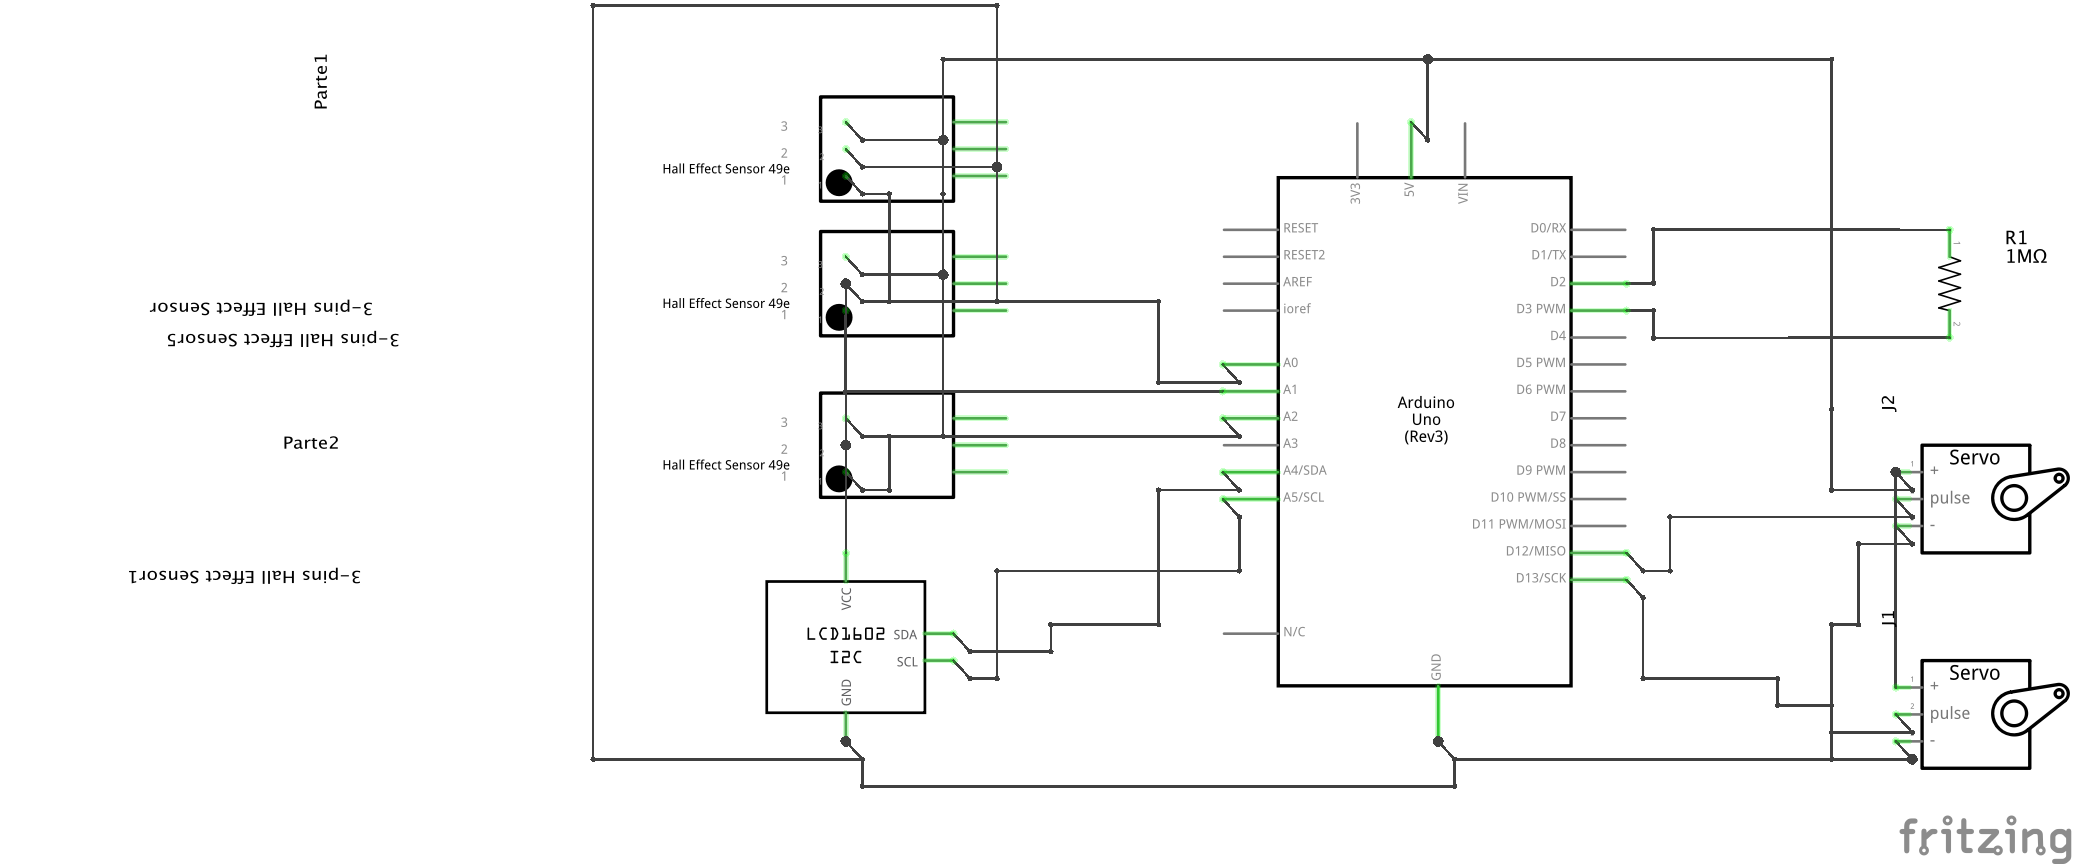 Parte1
3-pins Hall Effect Sensor
3-pins Hall Effect Sensor5
Parte2
3-pins Hall Effect Sensor1
3
2
Hall Effect Sensor 49e
1
3
2
Hall Effect Sensor 49e
1
3
2
Hall Effect Sensor 49e
1
VCC
LCD1602
I2C
SDA
SCL
GND
3V3
5V
VIN
RESET
RESET2
AREF
ioref
A0
A1
A2
A3
A4/SDA
A5/SCL
N/C
Arduino
Uno
(Rev3)
D0/RX
D1/TX
D2
D3 PWM
D4
D5 PWM
D6 PWM
D7
D8
D9 PWM
D10 PWM/SS
D11 PWM/MOSI
D12/MISO
D13/SCK
GND
R1
1MΩ
1
2
J2
Servo
1
+
pulse
-
J1
Servo
1
+
2
pulse
-
fritzing